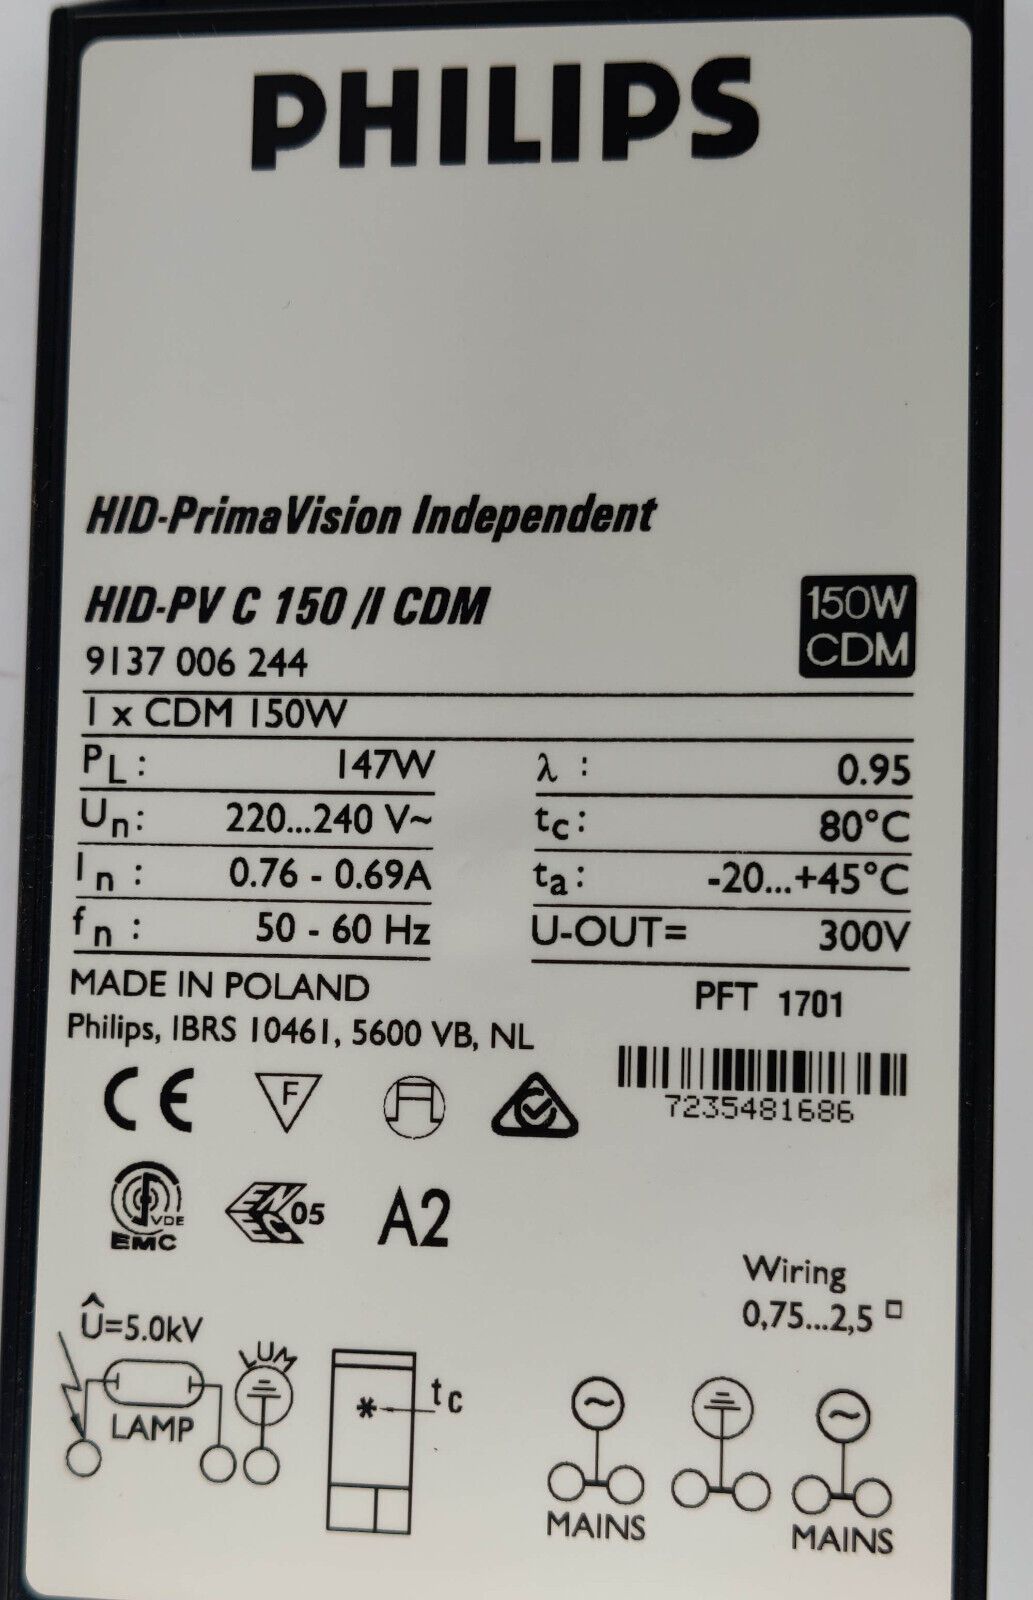 PHILIPS
HID-PrimaVision Independent
HID-PV C 150 /I CDM
150W
CDM
9137 006 244
1 x CDM 150W
PL: 147W
λ : 0.95
Un: 220...240 V~
tc: 80°C
In : 0.76 - 0.69A
ta: -20...+45°C
fn : 50 - 60 Hz
U-OUT= 300V
MADE IN POLAND
PFT 1701
Philips, IBRS 10461, 5600 VB, NL
7235481686
CE
F
VDE
EMC
ENEC 05
A2
Wiring
0,75...2,5 □
Û=5.0kV
LUM
LAMP
* tc
~
~
MAINS
MAINS